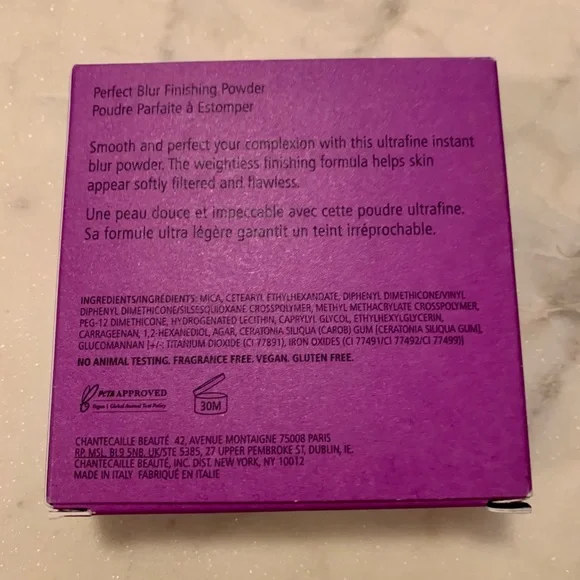 Perfect Blur Finishing Powder
Poudre Parfaite à Estomper
Smooth and perfect your complexion with this ultrafine instant
blur powder. The weightless finishing formula helps skin
appear softly filtered and flawless.
Une peau douce et impeccable avec cette poudre ultrafine.
Sa formule ultra légère garantit un teint irréprochable.
INGREDIENTS/INGRÉDIENTS: MICA, CETEARYL ETHYLHEXANOATE, DIPHENYL DIMETHICONE/VINYL
DIPHENYL DIMETHICONE/SILSESQUIOXANE CROSSPOLYMER, METHYL METHACRYLATE CROSSPOLYMER,
PEG-12 DIMETHICONE, HYDROGENATED LECITHIN, CAPRYLYL GLYCOL, ETHYLHEXYLGLYCERIN,
CARRAGEENAN, 1,2-HEXANEDIOL, AGAR, CERATONIA SILIQUA (CAROB) GUM [CERATONIA SILIQUA GUM],
GLUCOMANNAN [+/-: TITANIUM DIOXIDE (CI 77891), IRON OXIDES (CI 77491/CI 77492/CI 77499)]
NO ANIMAL TESTING. FRAGRANCE FREE. VEGAN. GLUTEN FREE.
PETA APPROVED
Vegan | Global Animal Test Policy
30M
CHANTECAILLE BEAUTÉ 42, AVENUE MONTAIGNE 75008 PARIS
RP. MSL. BL9 5NB. UK/STE 5385, 27 UPPER PEMBROKE ST, DUBLIN, IE.
CHANTECAILLE BEAUTÉ, INC. DIST. NEW YORK, NY 10012
MADE IN ITALY FABRIQUÉ EN ITALIE